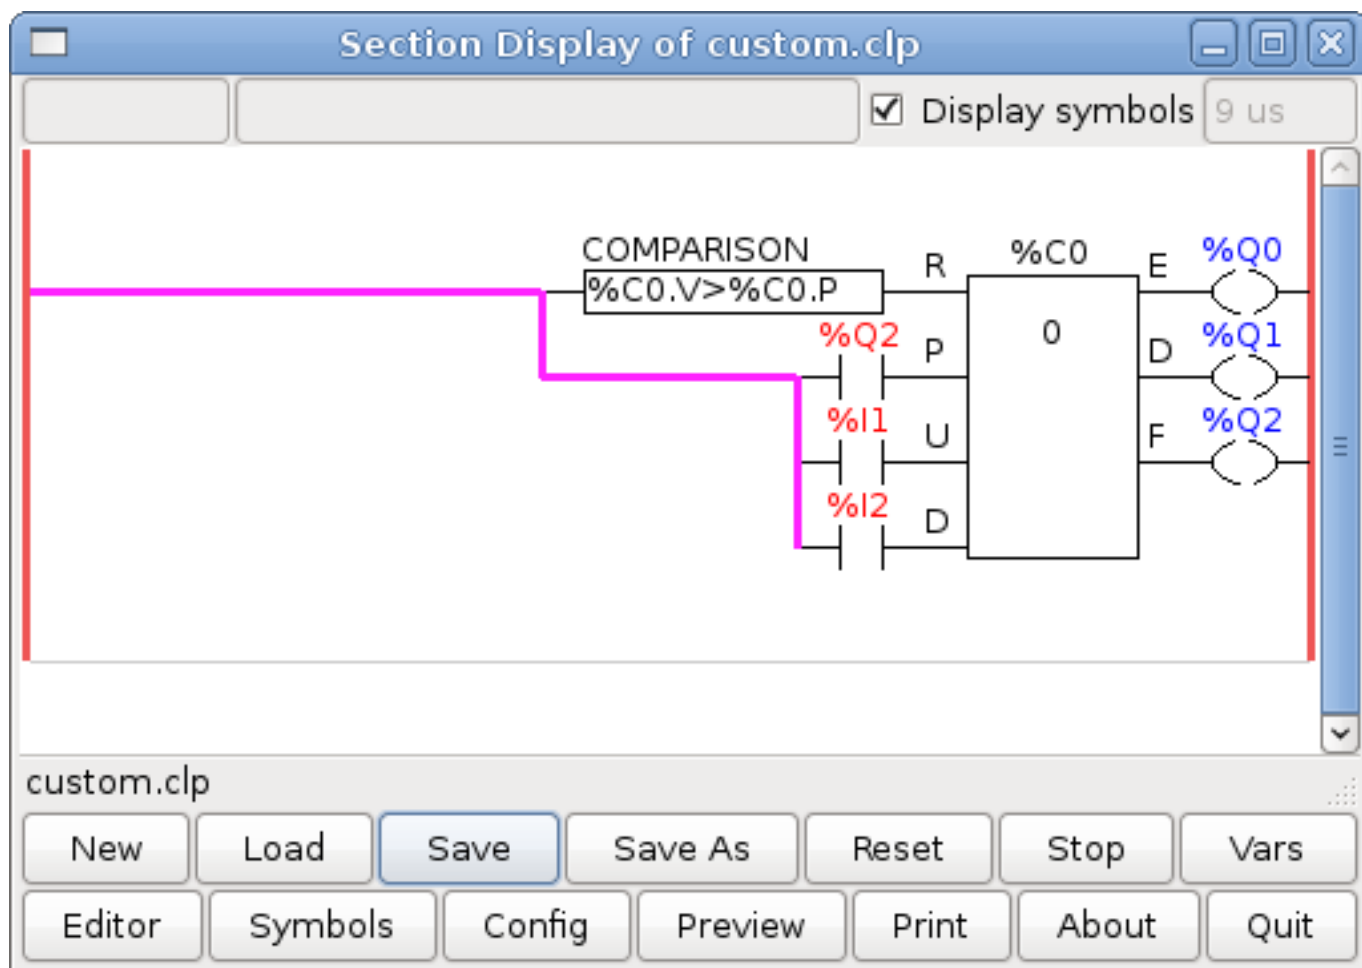 Section Display of custom.clp
Display symbols 9 us
COMPARISON R %C0 E %Q0
%C0.V>%C0.P
%Q2 P 0 D %Q1
%I1 U F %Q2
%I2 D
custom.clp
New Load Save Save As Reset Stop Vars
Editor Symbols Config Preview Print About Quit